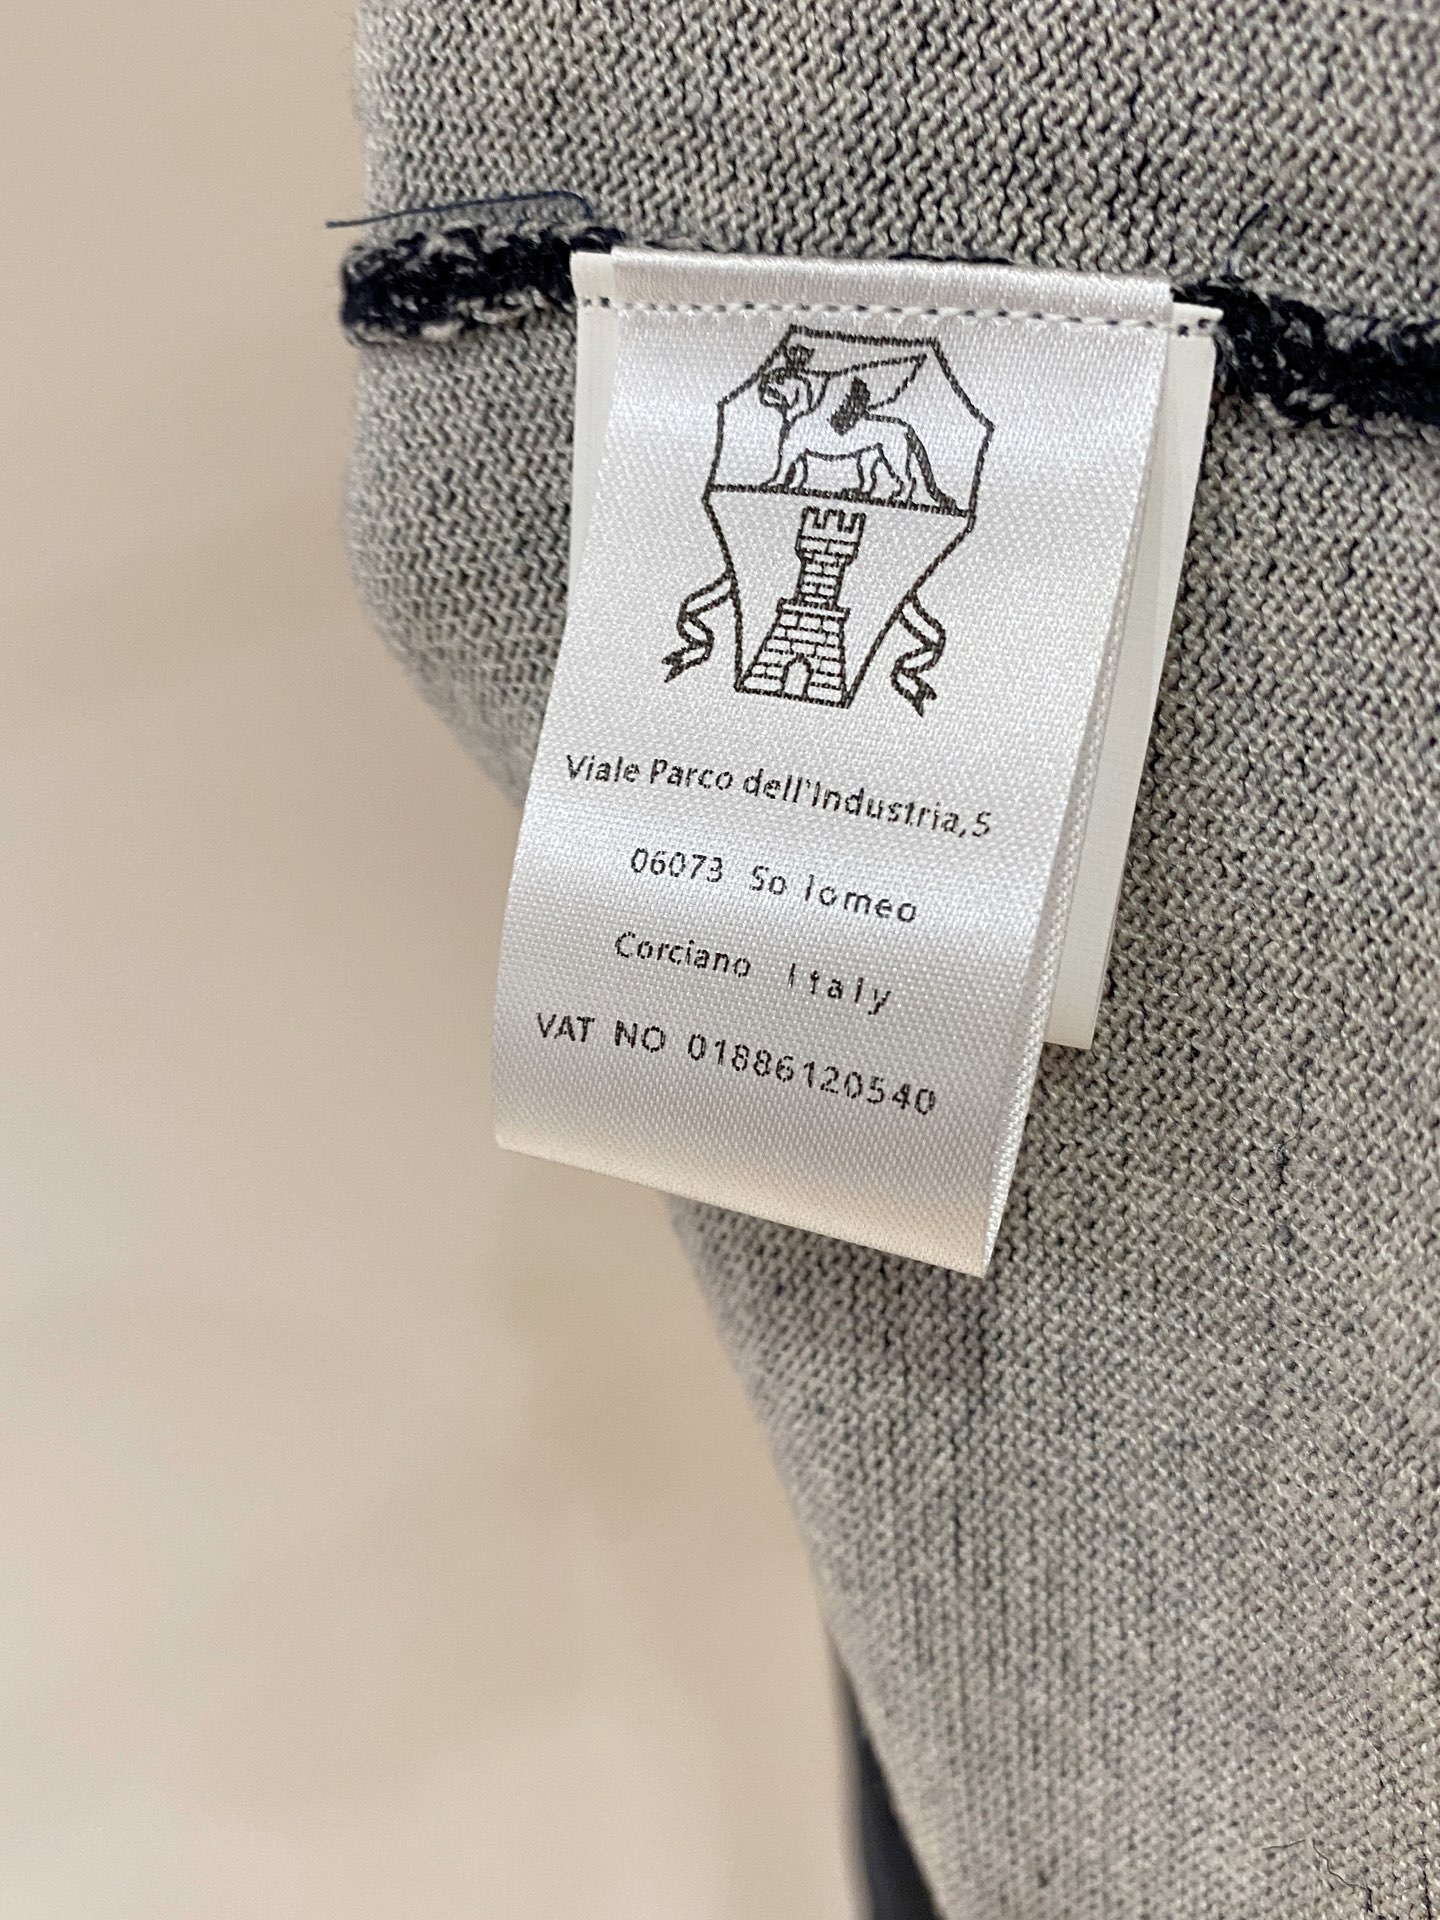 Viale Parco dell'Industria,5
06073 So lomeo
Corciano Italy
VAT NO 01886120540